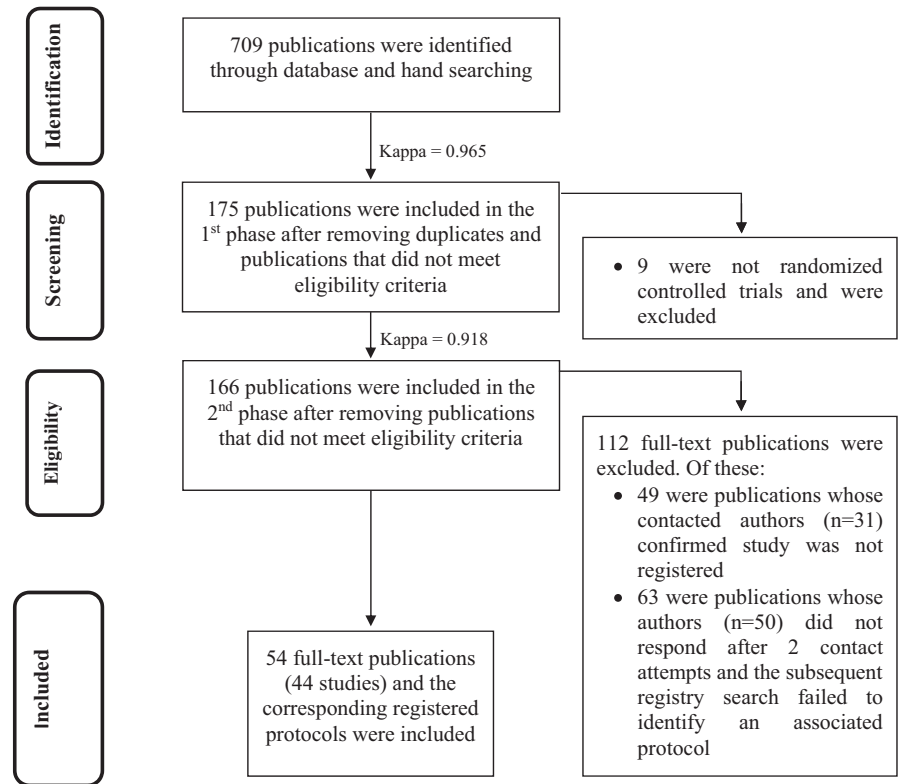 Identification
709 publications were identified
through database and hand searching
Kappa = 0.965
Screening
175 publications were included in the
1st phase after removing duplicates and
publications that did not meet
eligibility criteria
• 9 were not randomized
controlled trials and were
excluded
Kappa = 0.918
Eligibility
166 publications were included in the
2nd phase after removing publications
that did not meet eligibility criteria
112 full-text publications were
excluded. Of these:
• 49 were publications whose
contacted authors (n=31)
confirmed study was not
registered
• 63 were publications whose
authors (n=50) did not
respond after 2 contact
attempts and the subsequent
registry search failed to
identify an associated
protocol
Included
54 full-text publications
(44 studies) and the
corresponding registered
protocols were included